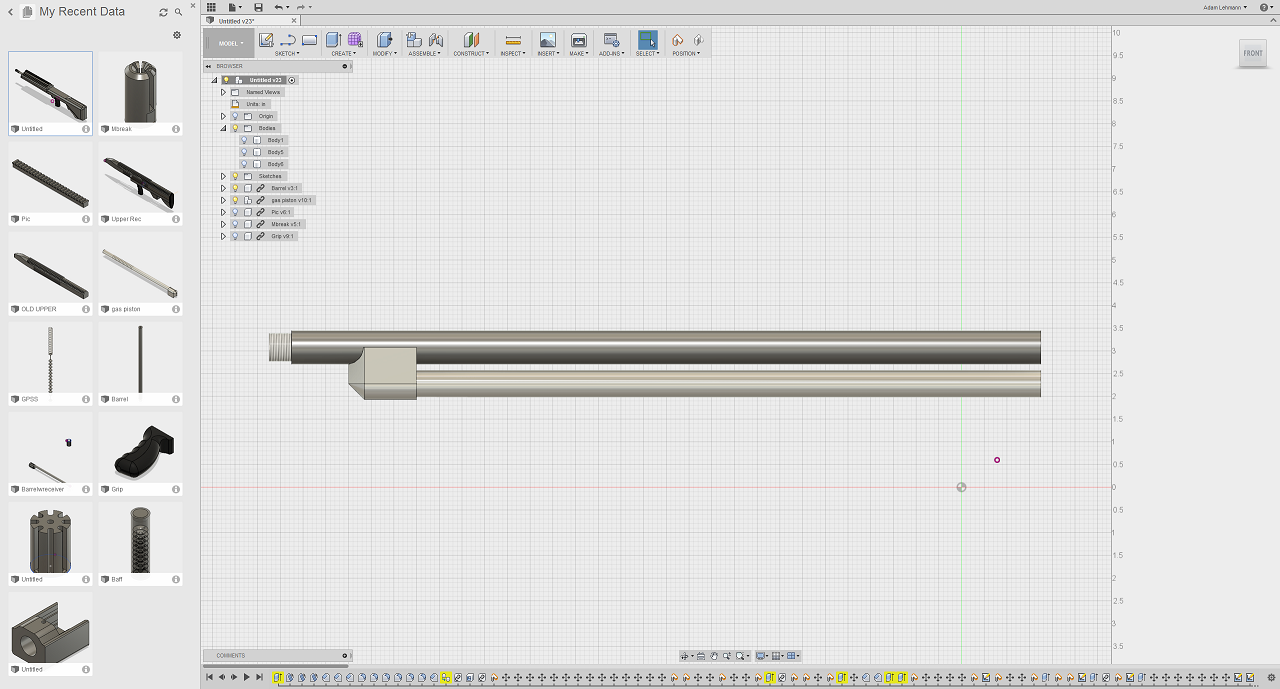 My Recent Data
Untitled
Mbreak
Pic
Upper Rec
OLD UPPER
gas piston
GPSS
Barrel
Barrelwreceiver
Grip
Untitled
Baff
Untitled
Untitled v23*
Adam Lehmann
MODEL
SKETCH
CREATE
MODIFY
ASSEMBLE
CONSTRUCT
INSPECT
INSERT
MAKE
ADD-INS
SELECT
POSITION
BROWSER
Untitled v23
Named Views
Units: in
Origin
Bodies
Body1
Body5
Body6
Sketches
Barrel v3:1
gas piston v10:1
Pic v6:1
Mbreak v5:1
Grip v9:1
FRONT
10
9.5
9
8.5
8
7.5
7
6.5
6
5.5
5
4.5
4
3.5
3
2.5
2
1.5
1
0.5
0
0.5
1
1.5
2
2.5
3
3.5
COMMENTS